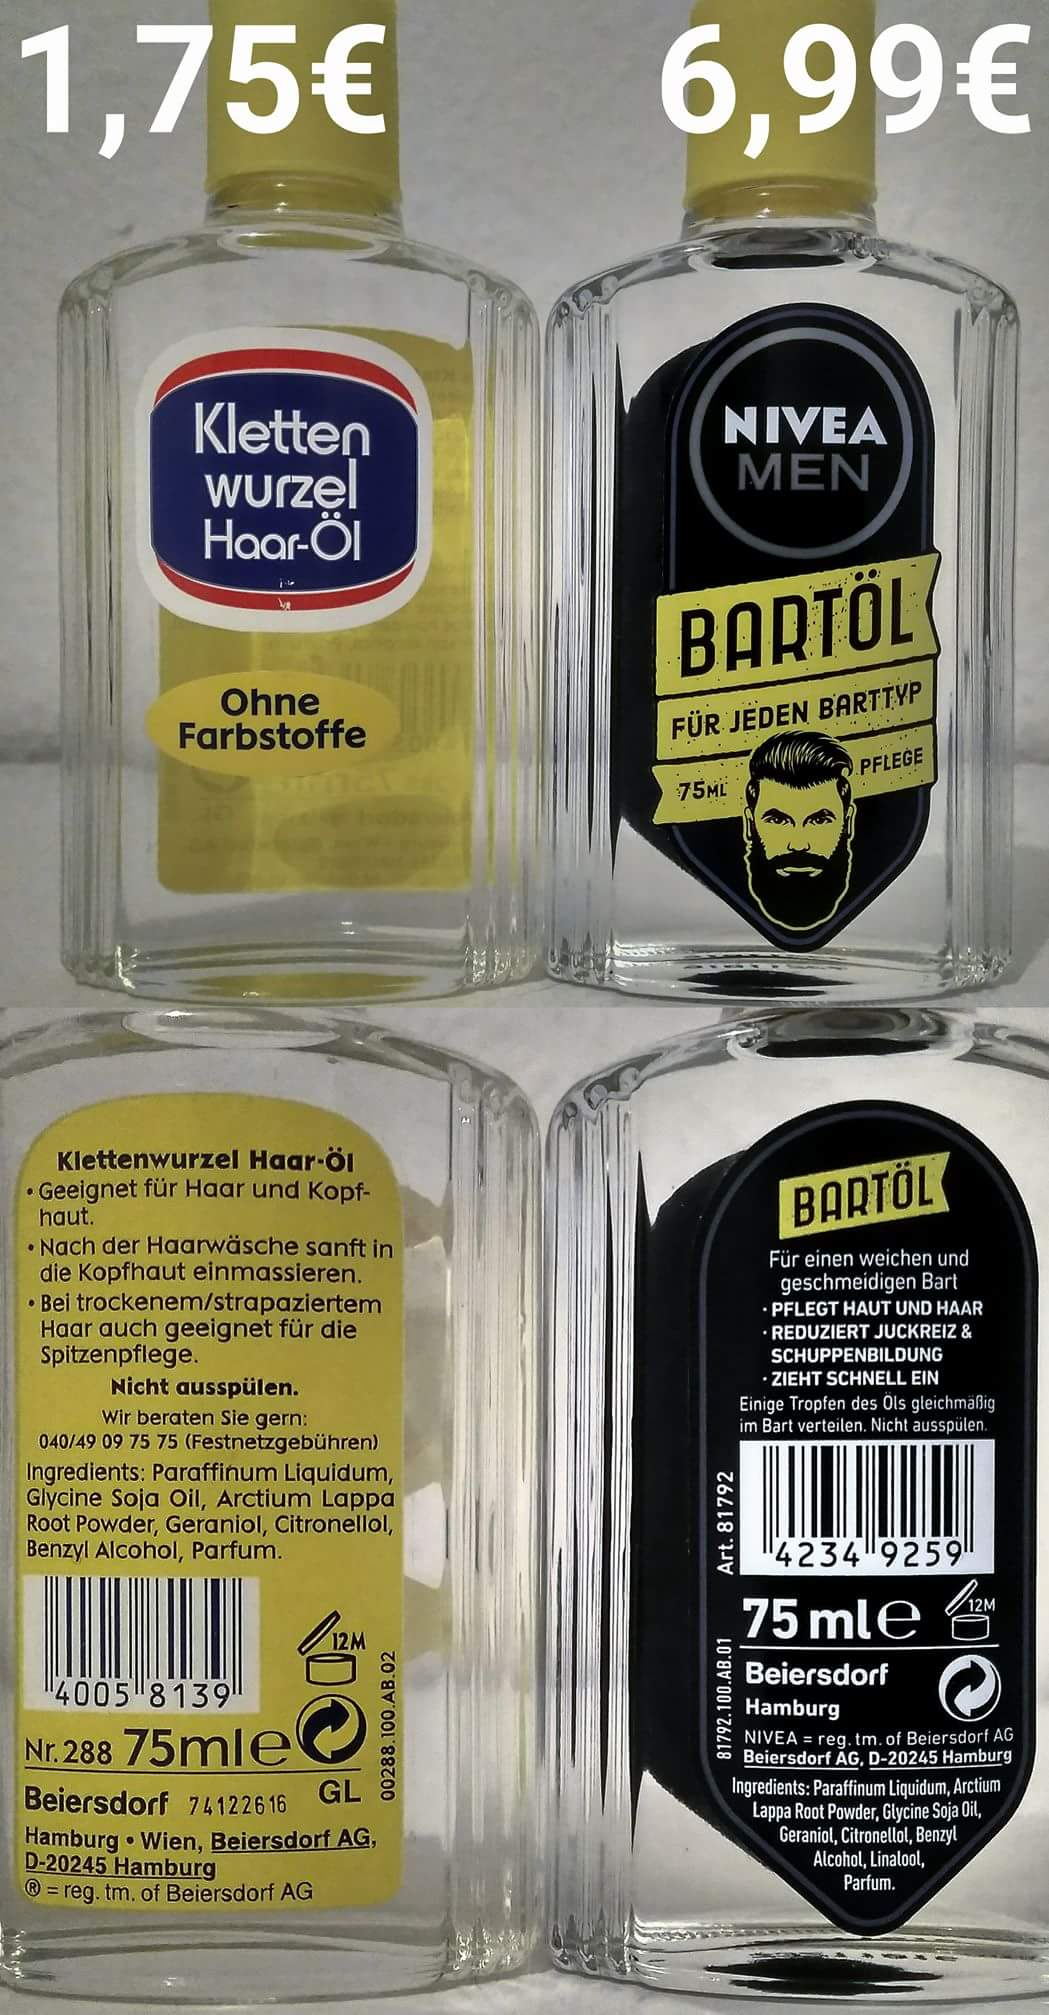 1,75€
6,99€
Kletten
wurzel
Haar-Öl
Ohne
Farbstoffe
NIVEA
MEN
BARTÖL
FÜR JEDEN BARTTYP
75ML
PFLEGE
Klettenwurzel Haar-Öl
• Geeignet für Haar und Kopf-
haut.
• Nach der Haarwäsche sanft in
die Kopfhaut einmassieren.
• Bei trockenem/strapaziertem
Haar auch geeignet für die
Spitzenpflege.
Nicht ausspülen.
Wir beraten Sie gern:
040/49 09 75 75 (Festnetzgebühren)
Ingredients: Paraffinum Liquidum,
Glycine Soja Oil, Arctium Lappa
Root Powder, Geraniol, Citronellol,
Benzyl Alcohol, Parfum.
4005 8139
12M
00288.100.AB.02
Nr. 288 75ml e
GL
Beiersdorf 74122616
Hamburg • Wien, Beiersdorf AG,
D-20245 Hamburg
® = reg. tm. of Beiersdorf AG
BARTÖL
Für einen weichen und
geschmeidigen Bart
· PFLEGT HAUT UND HAAR
· REDUZIERT JUCKREIZ &
SCHUPPENBILDUNG
· ZIEHT SCHNELL EIN
Einige Tropfen des Öls gleichmäßig
im Bart verteilen. Nicht ausspülen.
Art. 81792
4234 9259
75 ml e
12M
81792.100.AB.01
Beiersdorf
Hamburg
NIVEA = reg. tm. of Beiersdorf AG
Beiersdorf AG, D-20245 Hamburg
Ingredients: Paraffinum Liquidum, Arctium
Lappa Root Powder, Glycine Soja Oil,
Geraniol, Citronellol, Benzyl
Alcohol, Linalool,
Parfum.